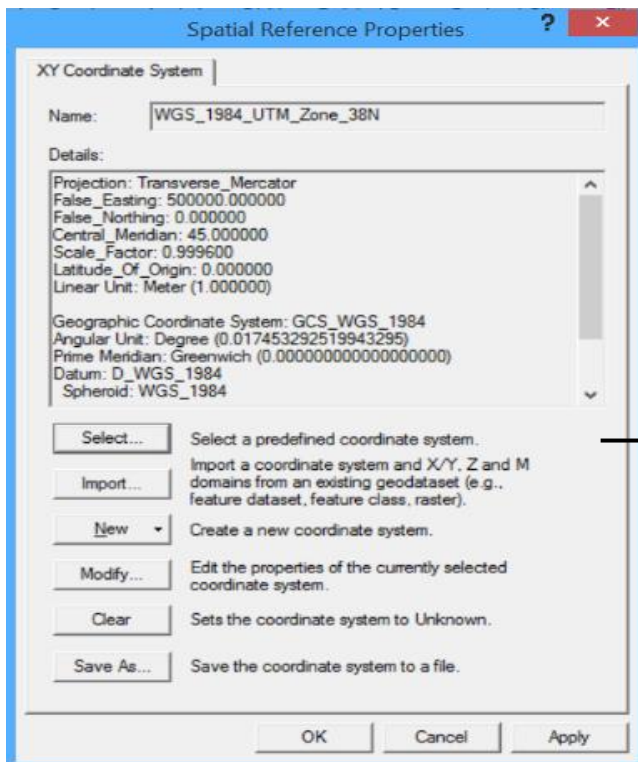 Spatial Reference Properties
?
XY Coordinate System
Name: WGS_1984_UTM_Zone_38N
Details:
Projection: Transverse_Mercator
False_Easting: 500000.000000
False_Northing: 0.000000
Central_Meridian: 45.000000
Scale_Factor: 0.999600
Latitude_Of_Origin: 0.000000
Linear Unit: Meter (1.000000)
Geographic Coordinate System: GCS_WGS_1984
Angular Unit: Degree (0.017453292519943295)
Prime Meridian: Greenwich (0.000000000000000000)
Datum: D_WGS_1984
Spheroid: WGS_1984
Select... Select a predefined coordinate system.
Import... Import a coordinate system and X/Y, Z and M
domains from an existing geodataset (e.g.,
feature dataset, feature class, raster).
New Create a new coordinate system.
Modify... Edit the properties of the currently selected
coordinate system.
Clear Sets the coordinate system to Unknown.
Save As... Save the coordinate system to a file.
OK Cancel Apply